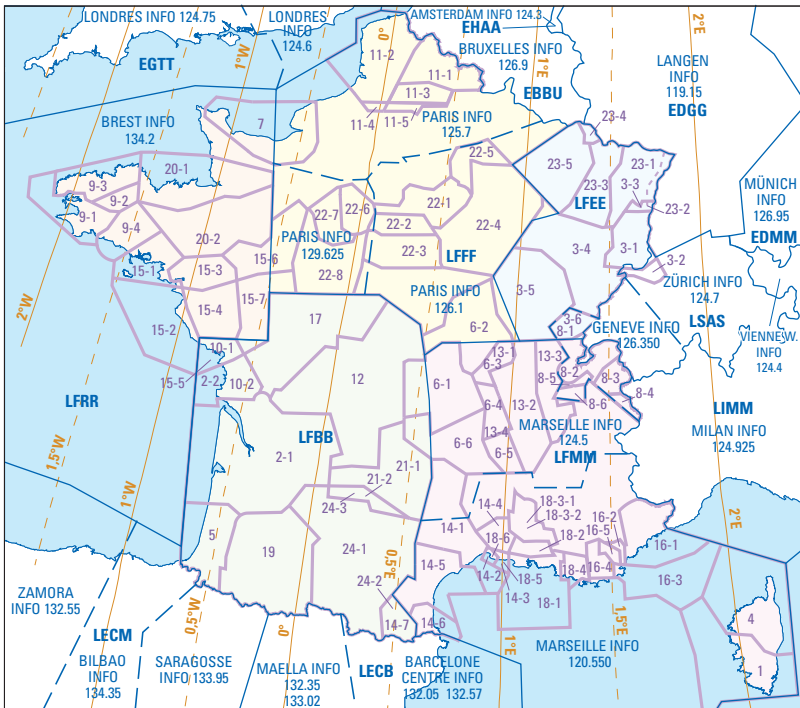 LONDRES INFO 124.75
LONDRES
INFO
124.6
AMSTERDAM INFO 124.3
EHAA
BRUXELLES INFO
126.9
EBBU
EGTT
LANGEN
INFO
119.15
EDGG
1°W
0°
1°E
2°E
BREST INFO
134.2
7
11-2
11-1
11-3
11-4
11-5
PARIS INFO
125.7
23-4
23-5
23-1
23-3
3-3
LFEE
23-2
MÜNICH
INFO
126.95
EDMM
20-1
9-3
9-2
9-1
9-4
22-5
22-1
22-7
22-6
22-2
22-4
20-2
PARIS INFO
129.625
22-3
LFFF
22-8
3-4
3-1
3-2
ZÜRICH INFO
124.7
LSAS
15-1
15-3
15-6
15-4
15-7
15-2
2°W
PARIS INFO
126.1
6-2
3-5
3-6
8-1
GENEVE INFO
126.350
VIENNE W.
INFO
124.4
17
10-1
15-5
2-2
10-2
12
13-1
6-3
13-3
8-2
8-5
8-3
8-4
8-6
6-1
6-4
13-2
13-4
6-6
6-5
MARSEILLE INFO
124.5
LFMM
LIMM
MILAN INFO
124.925
LFRR
LFBB
2-1
21-1
21-2
24-3
1,5°W
1°W
18-3-1
18-3-2
14-4
14-1
18-6
18-2
16-2
16-5
16-1
2°E
5
19
24-1
0,5°E
14-5
14-2
18-5
18-4
16-4
16-3
14-3
18-1
24-2
14-7
14-6
1,5°E
4
1
ZAMORA
INFO 132.55
0,5°W
0°
1°E
MARSEILLE INFO
120.550
LECM
BILBAO
INFO
134.35
SARAGOSSE
INFO 133.95
MAELLA INFO
132.35
133.02
LECB
BARCELONE
CENTRE INFO
132.05 132.57